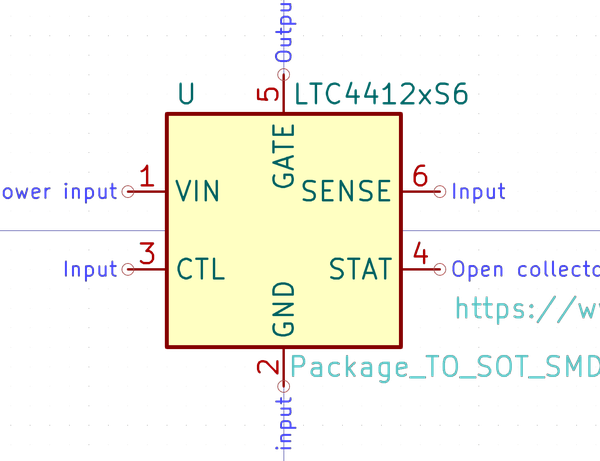 Outpu
U
LTC4412xS6
5
GATE
ower input
1
VIN
SENSE
6
Input
Input
3
CTL
STAT
4
Open collecto
GND
https://w
2
Package_TO_SOT_SMD
input